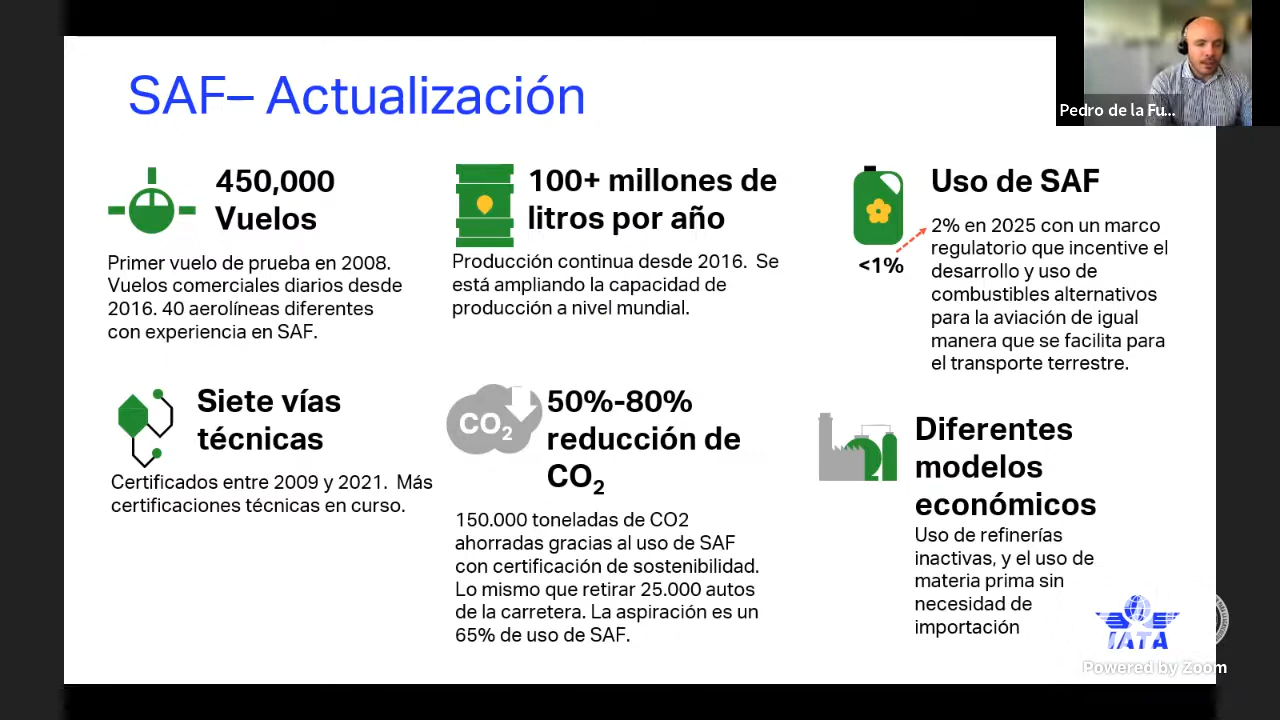 SAF– Actualización
Pedro de la Fu...
450,000
Vuelos
Primer vuelo de prueba en 2008.
Vuelos comerciales diarios desde
2016. 40 aerolíneas diferentes
con experiencia en SAF.
100+ millones de
litros por año
Producción continua desde 2016.  Se
está ampliando la capacidad de
producción a nivel mundial.
Uso de SAF
<1%
2% en 2025 con un marco
regulatorio que incentive el
desarrollo y uso de
combustibles alternativos
para la aviación de igual
manera que se facilita para
el transporte terrestre.
Siete vías
técnicas
Certificados entre 2009 y 2021.  Más
certificaciones técnicas en curso.
CO2
50%-80%
reducción de
CO2
150.000 toneladas de CO2
ahorradas gracias al uso de SAF
con certificación de sostenibilidad.
Lo mismo que retirar 25.000 autos
de la carretera. La aspiración es un
65% de uso de SAF.
Diferentes
modelos
económicos
Uso de refinerías
inactivas, y el uso de
materia prima sin
necesidad de
importación
IATA
Powered by Zoom